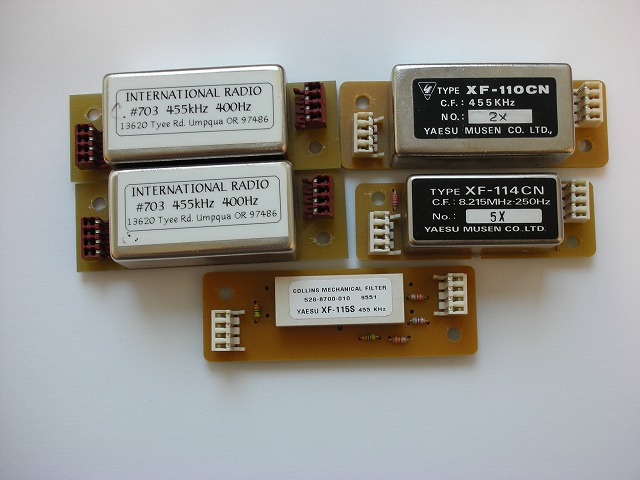 INTERNATIONAL RADIO
#703 455kHz 400Hz
13620 Tyee Rd. Umpqua OR 97486
INTERNATIONAL RADIO
#703 455kHz 400Hz
13620 Tyee Rd. Umpqua OR 97486
TYPE XF-110CN
C.F.: 455KHz
NO.: 2X
YAESU MUSEN CO. LTD.,
TYPE XF-114CN
C.F.: 8.215MHz-250Hz
No.: 5X
YAESU MUSEN CO.LTD.
COLLINS MECHANICAL FILTER
526-8700-010 9551
YAESU XF-115S 455 KHz